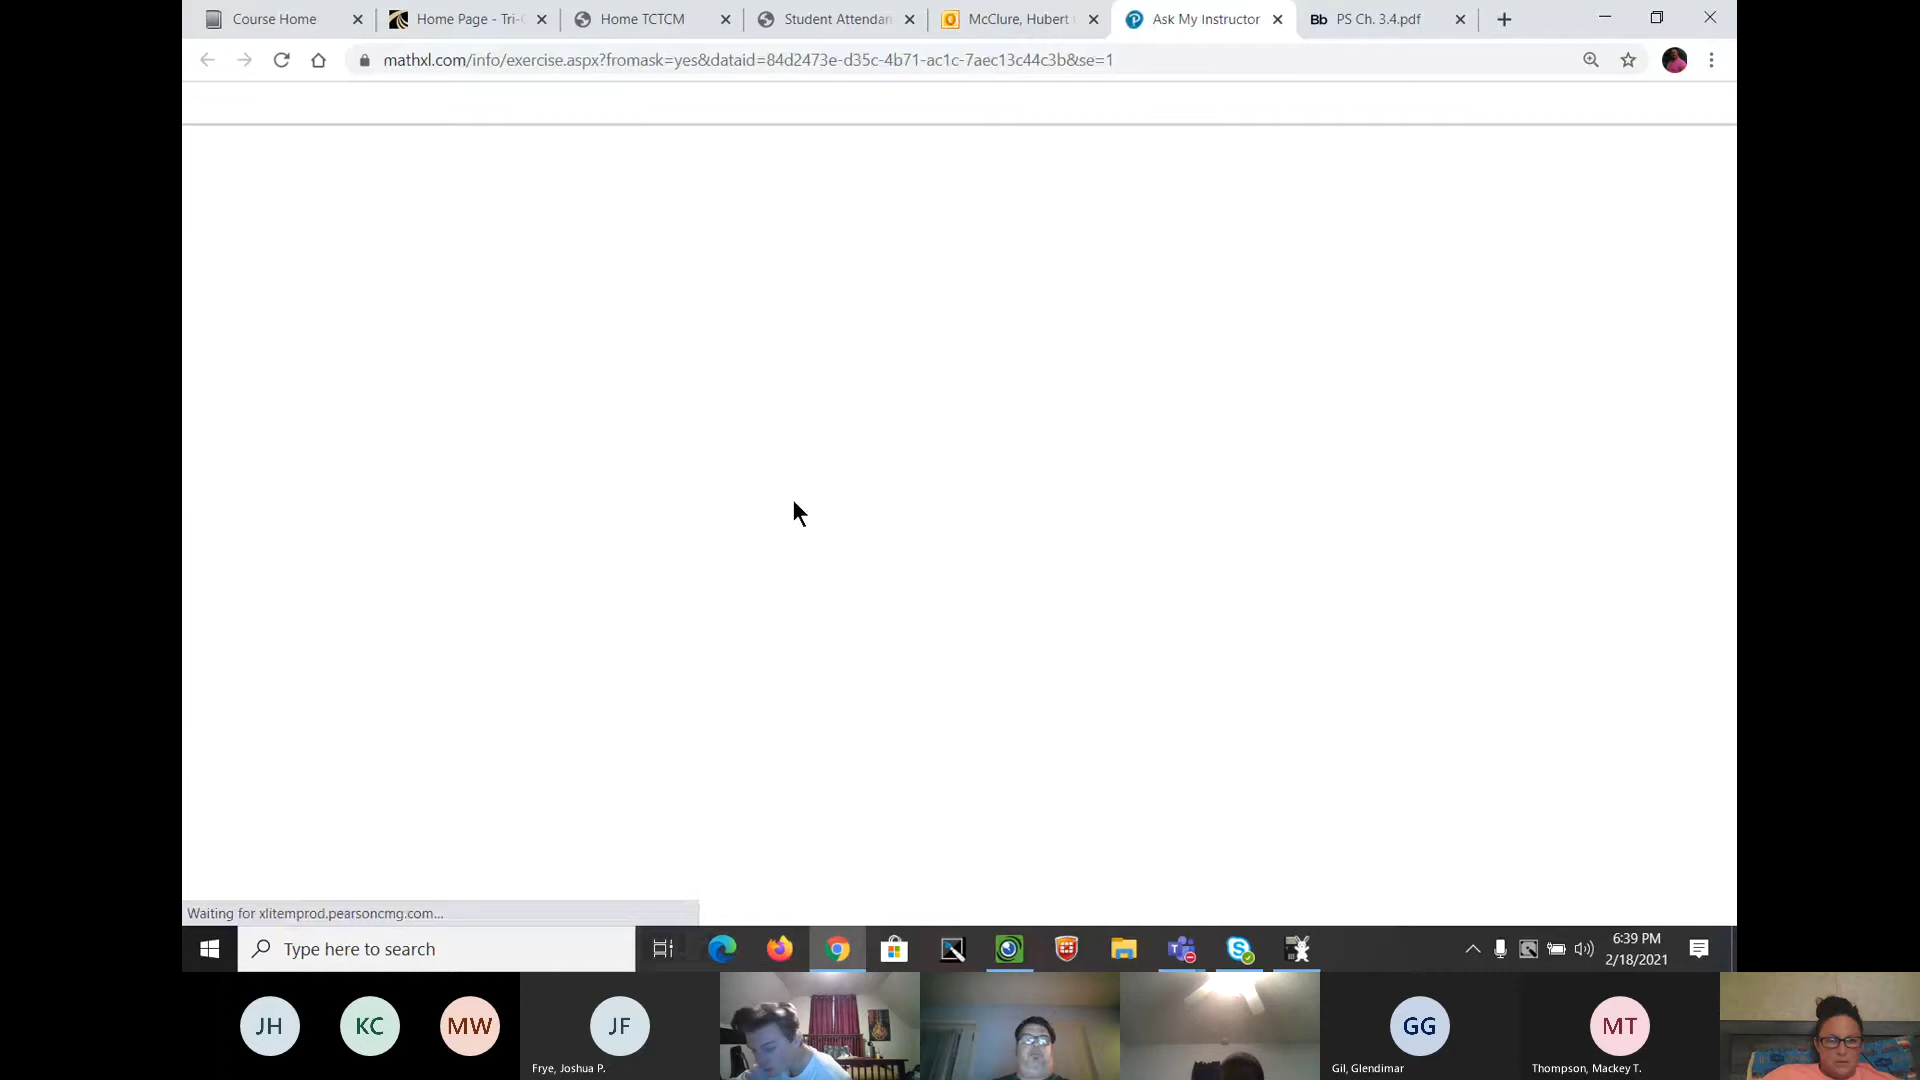 Course Home
Home Page - Tri-C
Home TCTCM
Student Attendan
McClure, Hubert
Ask My Instructor
Bb PS Ch. 3.4.pdf
mathxl.com/info/exercise.aspx?fromask=yes&dataid=84d2473e-d35c-4b71-ac1c-7aec13c44c3b&se=1
Waiting for xlitemprod.pearsoncmg.com...
Type here to search
6:39 PM
2/18/2021
JH
KC
MW
JF
GG
MT
Frye, Joshua P.
Gil, Glendimar
Thompson, Mackey T.